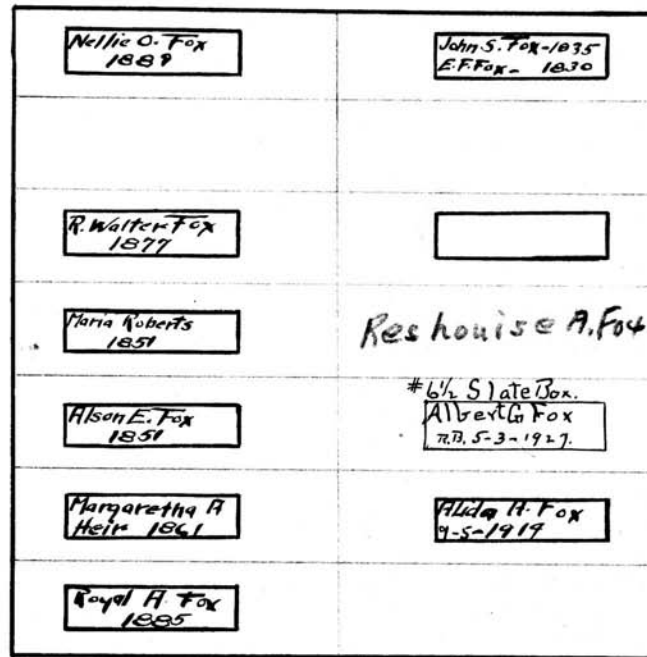 Nellie O. Fox
1889
John S. Fox-1835
E.F. Fox- 1830
R. Walter Fox
1877
Maria Roberts
1851
Res Louise A. Fox
#6½ Slate Box.
Alson E. Fox
1851
Albert G Fox
R.B. 5-3-1927.
Margaretha A
Heir 1861
Alida A. Fox
9-5-1919
Royal A. Fox
1885